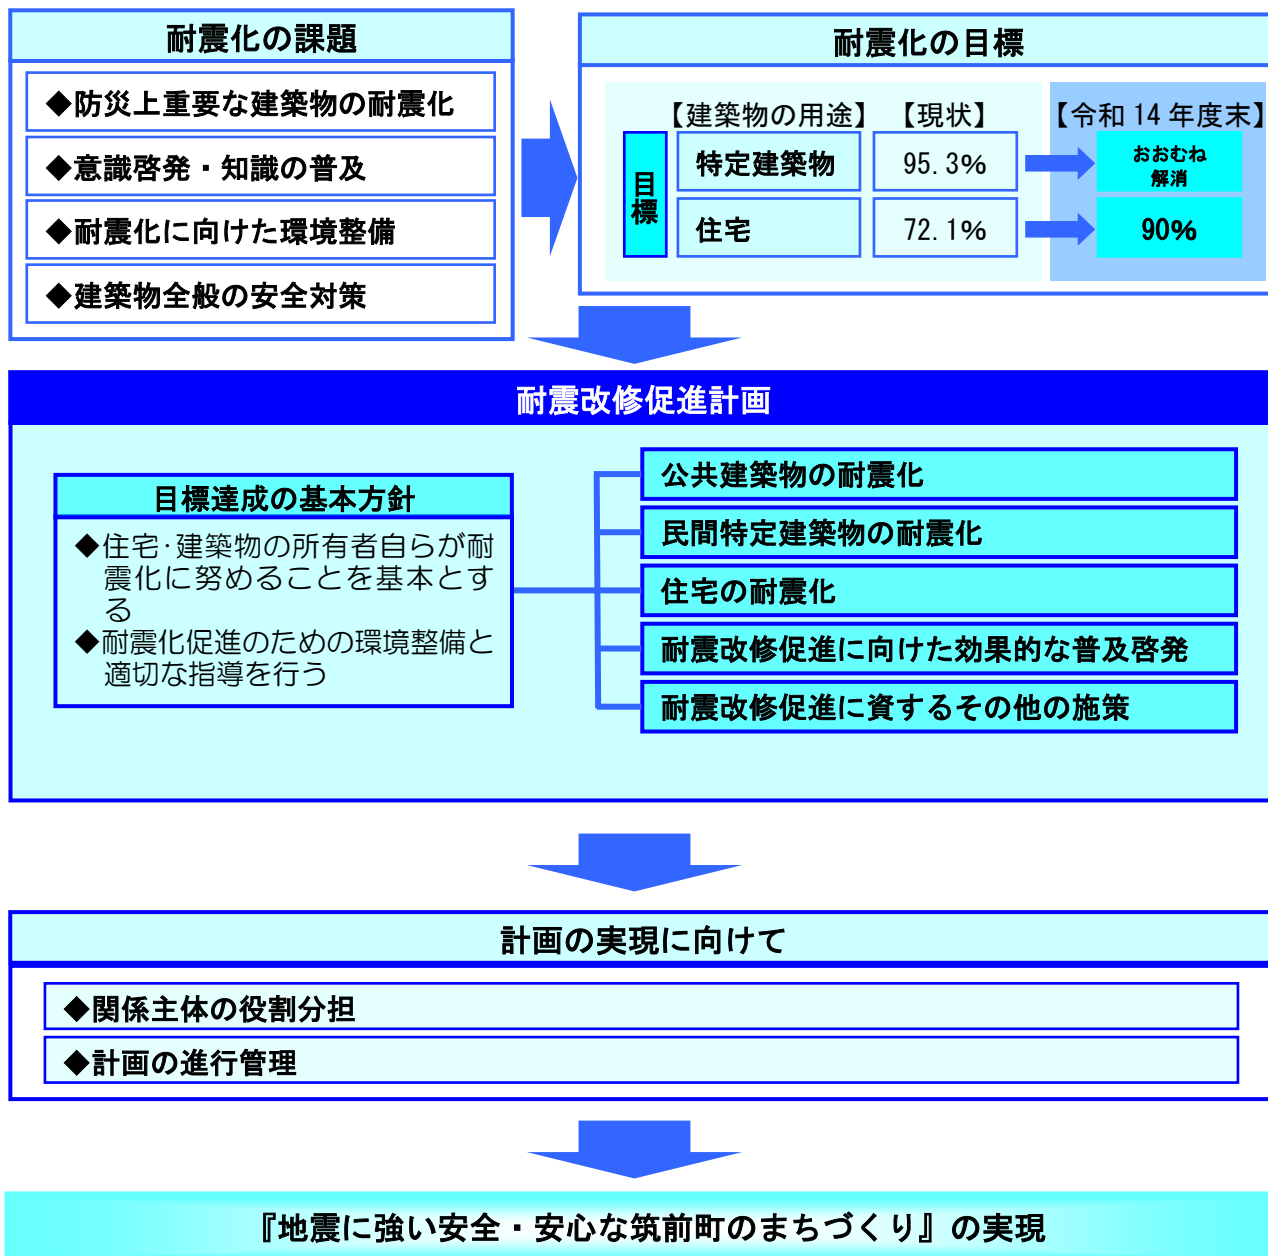 耐震化の課題
◆防災上重要な建築物の耐震化
◆意識啓発・知識の普及
◆耐震化に向けた環境整備
◆建築物全般の安全対策
耐震化の目標
【建築物の用途】 【現状】 【令和 14 年度末】
目標
特定建築物 95.3% おおむね
解消
住宅 72.1% 90%
耐震改修促進計画
目標達成の基本方針
◆住宅・建築物の所有者自らが耐
震化に努めることを基本とす
る
◆耐震化促進のための環境整備と
適切な指導を行う
公共建築物の耐震化
民間特定建築物の耐震化
住宅の耐震化
耐震改修促進に向けた効果的な普及啓発
耐震改修促進に資するその他の施策
計画の実現に向けて
◆関係主体の役割分担
◆計画の進行管理
『地震に強い安全・安心な筑前町のまちづくり』の実現